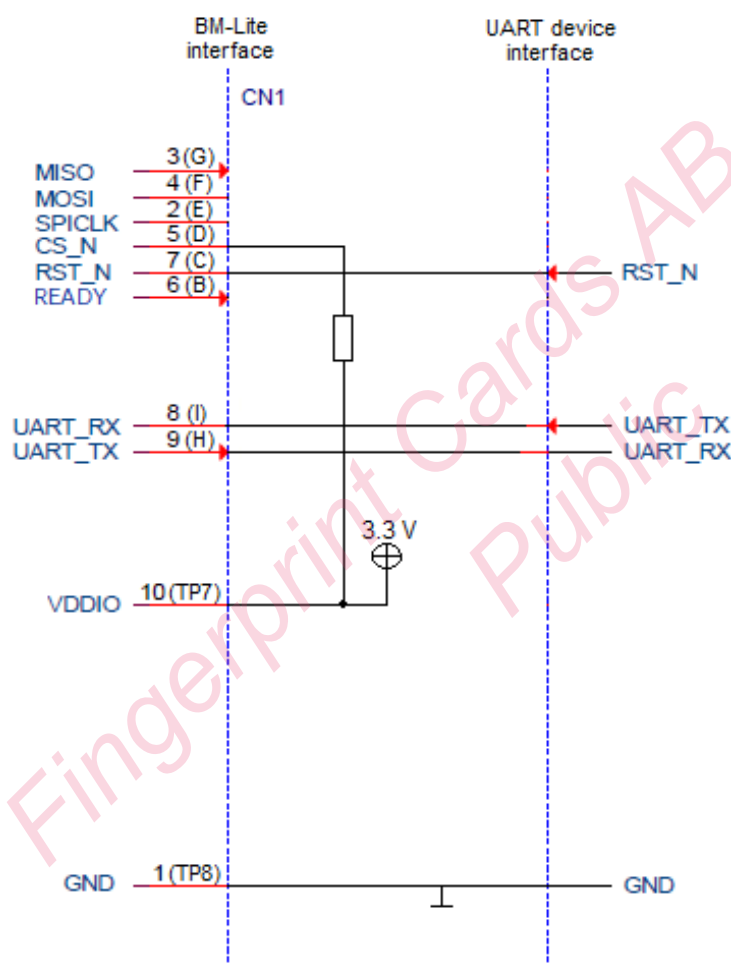 BM-Lite
interface
UART device
interface
CN1
MISO 3 (G)
MOSI 4 (F)
SPICLK 2 (E)
CS_N 5 (D)
RST_N 7 (C) RST_N
READY 6 (B)
UART_RX 8 (I) UART_TX
UART_TX 9 (H) UART_RX
3.3 V
VDDIO 10 (TP7)
GND 1 (TP8) GND
Fingerprint Cards AB
Public